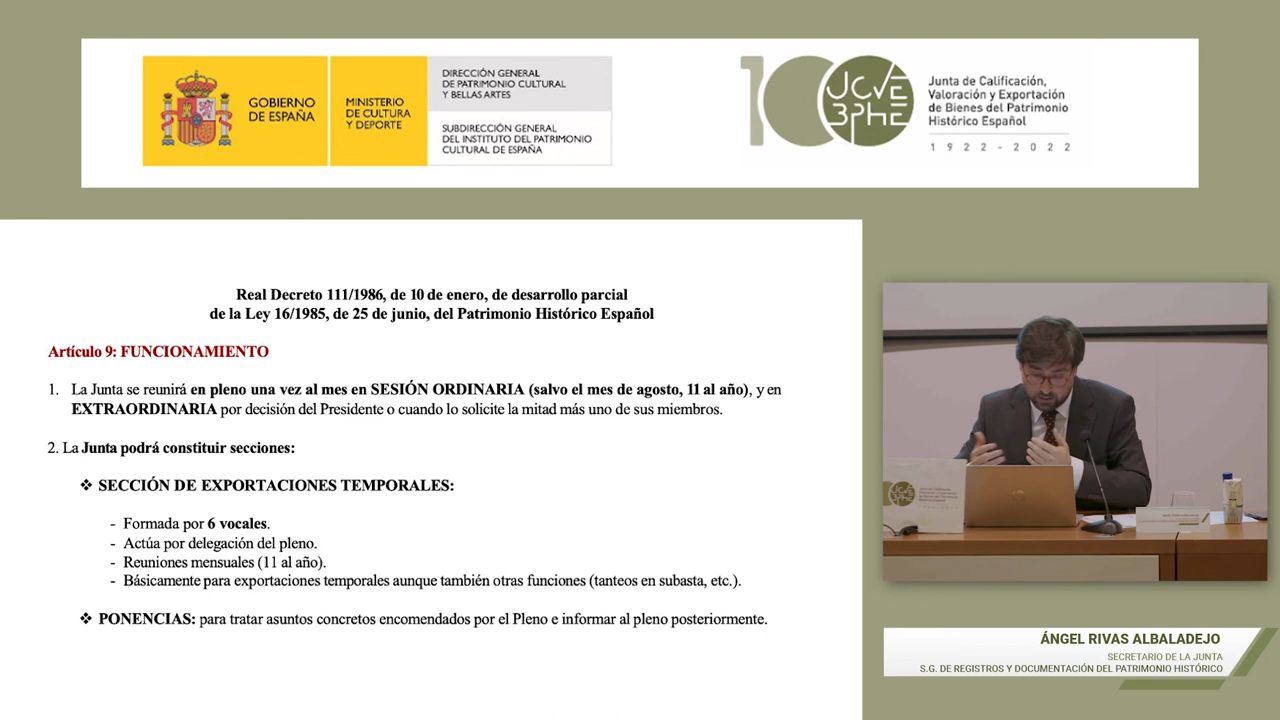 GOBIERNO
DE ESPAÑA
MINISTERIO
DE CULTURA
Y DEPORTE
DIRECCIÓN GENERAL
DE PATRIMONIO CULTURAL
Y BELLAS ARTES
SUBDIRECCIÓN GENERAL
DEL INSTITUTO DEL PATRIMONIO
CULTURAL DE ESPAÑA
100
JCVE
BPHE
Junta de Calificación,
Valoración y Exportación
de Bienes del Patrimonio
Histórico Español
1922-2022
Real Decreto 111/1986, de 10 de enero, de desarrollo parcial
de la Ley 16/1985, de 25 de junio, del Patrimonio Histórico Español
Artículo 9: FUNCIONAMIENTO
1. La Junta se reunirá en pleno una vez al mes en SESIÓN ORDINARIA (salvo el mes de agosto, 11 al año), y en
EXTRAORDINARIA por decisión del Presidente o cuando lo solicite la mitad más uno de sus miembros.
2. La Junta podrá constituir secciones:
❖ SECCIÓN DE EXPORTACIONES TEMPORALES:
- Formada por 6 vocales.
- Actúa por delegación del pleno.
- Reuniones mensuales (11 al año).
- Básicamente para exportaciones temporales aunque también otras funciones (tanteos en subasta, etc.).
❖ PONENCIAS: para tratar asuntos concretos encomendados por el Pleno e informar al pleno posteriormente.
ÁNGEL RIVAS ALBALADEJO
SECRETARIO DE LA JUNTA
S.G. DE REGISTROS Y DOCUMENTACIÓN DEL PATRIMONIO HISTÓRICO